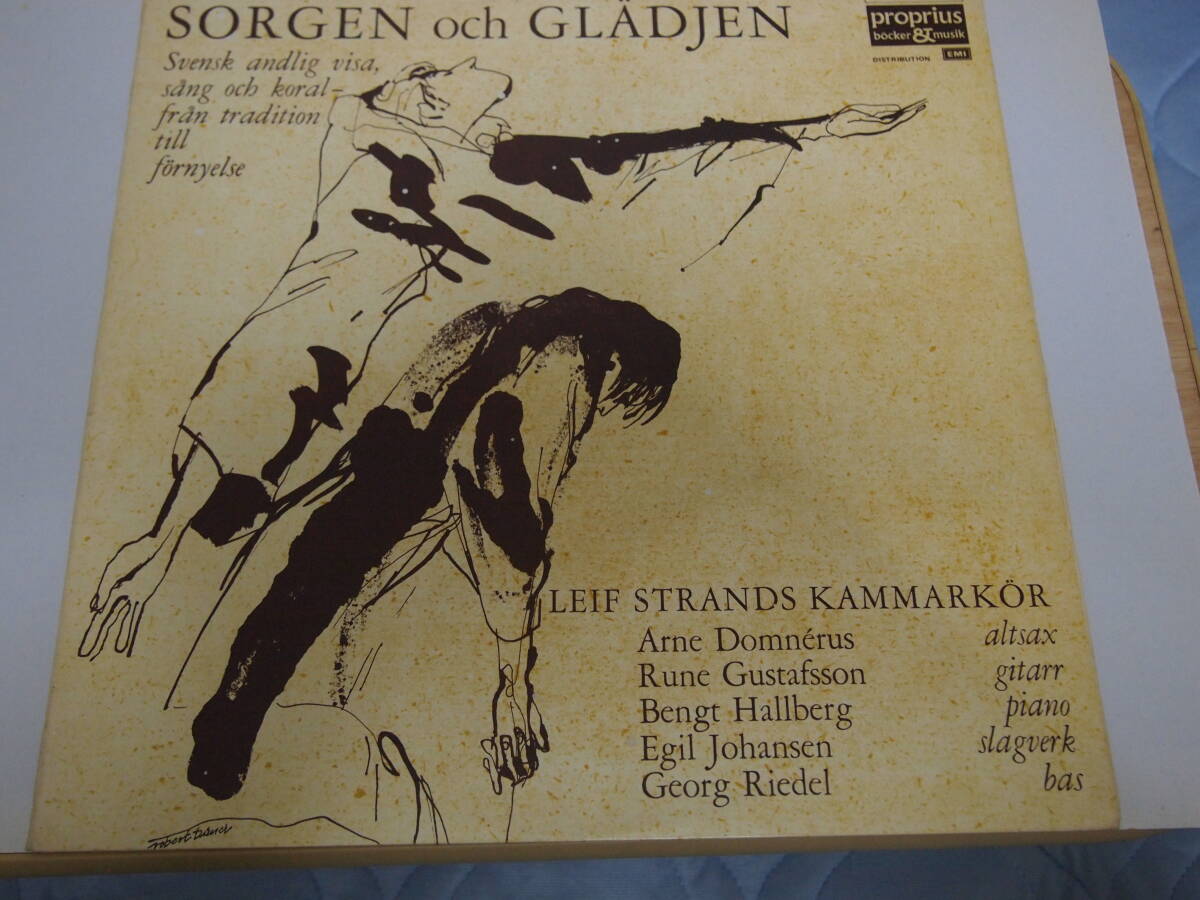 SORGEN och GLÄDJEN
Svensk andlig visa,
sång och koral –
från tradition
till
förnyelse
proprius
böcker & musik
DISTRIBUTION EMI
LEIF STRANDS KAMMARKÖR
Arne Domnérus altsax
Rune Gustafsson gitarr
Bengt Hallberg piano
Egil Johansen slagverk
Georg Riedel bas